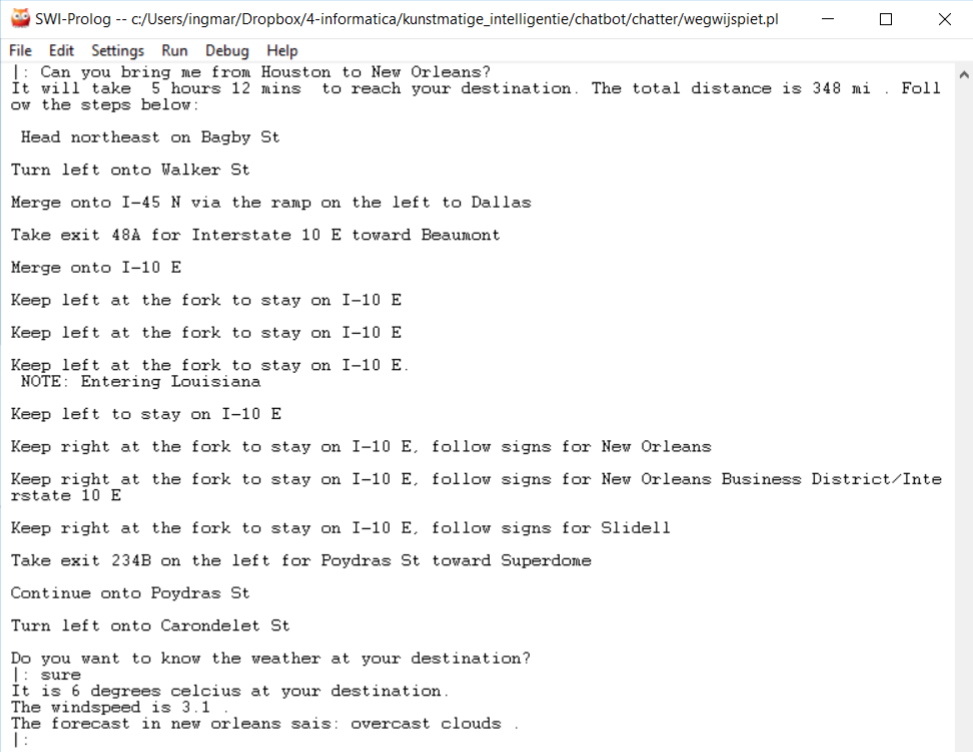 SWI-Prolog -- c:/Users/ingmar/Dropbox/4-informatica/kunstmatige_intelligentie/chatbot/chatter/wegwijspiet.pl
File Edit Settings Run Debug Help
|: Can you bring me from Houston to New Orleans?
It will take  5 hours 12 mins  to reach your destination. The total distance is 348 mi . Foll
ow the steps below:
 Head northeast on Bagby St
Turn left onto Walker St
Merge onto I-45 N via the ramp on the left to Dallas
Take exit 48A for Interstate 10 E toward Beaumont
Merge onto I-10 E
Keep left at the fork to stay on I-10 E
Keep left at the fork to stay on I-10 E
Keep left at the fork to stay on I-10 E.
 NOTE: Entering Louisiana
Keep left to stay on I-10 E
Keep right at the fork to stay on I-10 E, follow signs for New Orleans
Keep right at the fork to stay on I-10 E, follow signs for New Orleans Business District/Inte
rstate 10 E
Keep right at the fork to stay on I-10 E, follow signs for Slidell
Take exit 234B on the left for Poydras St toward Superdome
Continue onto Poydras St
Turn left onto Carondelet St
Do you want to know the weather at your destination?
|: sure
It is 6 degrees celcius at your destination.
The windspeed is 3.1 .
The forecast in new orleans sais: overcast clouds .
|: